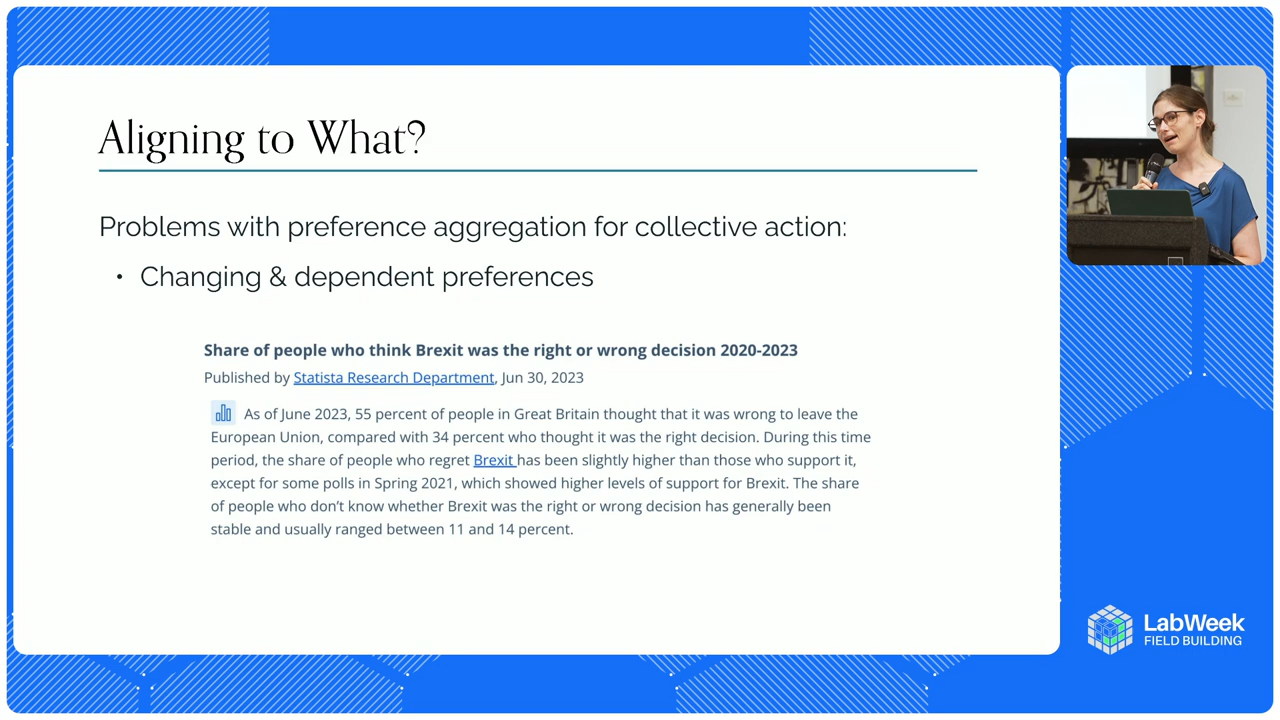 Aligning to What?
Problems with preference aggregation for collective action:
• Changing & dependent preferences
Share of people who think Brexit was the right or wrong decision 2020-2023
Published by Statista Research Department, Jun 30, 2023
As of June 2023, 55 percent of people in Great Britain thought that it was wrong to leave the
European Union, compared with 34 percent who thought it was the right decision. During this time
period, the share of people who regret Brexit has been slightly higher than those who support it,
except for some polls in Spring 2021, which showed higher levels of support for Brexit. The share
of people who don't know whether Brexit was the right or wrong decision has generally been
stable and usually ranged between 11 and 14 percent.
LabWeek
FIELD BUILDING